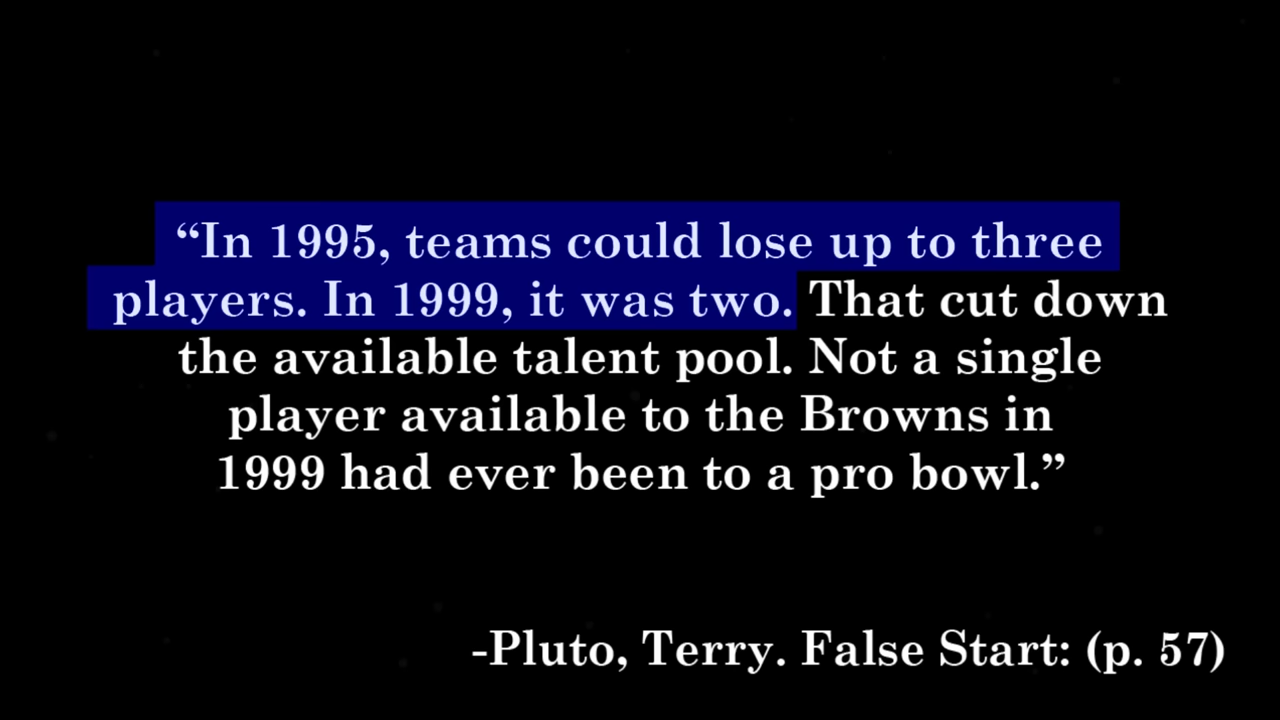 “In 1995, teams could lose up to three
players. In 1999, it was two. That cut down
the available talent pool. Not a single
player available to the Browns in
1999 had ever been to a pro bowl.”
-Pluto, Terry. False Start: (p. 57)